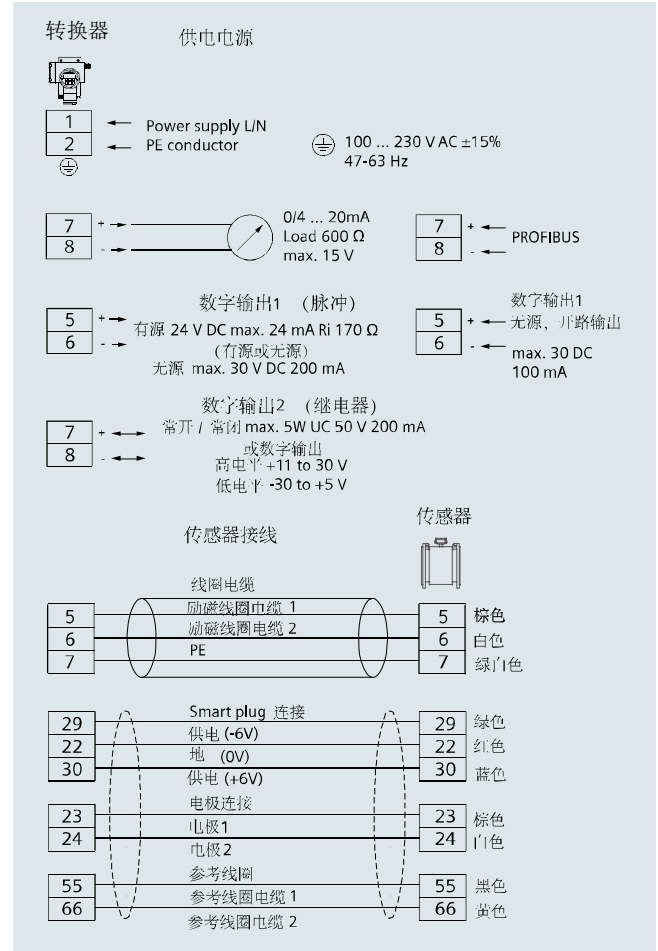 转换器
供电电源
1
Power supply L/N
2
PE conductor
100 ... 230 V AC ±15%
47-63 Hz
7
+
8
-
0/4 ... 20mA
Load 600 Ω
max. 15 V
7
+
8
-
PROFIBUS
数字输出1 (脉冲)
5
+
有源 24 V DC max. 24 mA Ri 170 Ω
6
-
(有源或无源)
无源 max. 30 V DC 200 mA
数字输出1
5
+
无源、开路输出
6
-
max. 30 DC
100 mA
数字输出2 (继电器)
7
+
常开 / 常闭 max. 5W UC 50 V 200 mA
8
-
或数字输出
高电平 +11 to 30 V
低电平 -30 to +5 V
传感器接线
传感器
线圈电缆
5
励磁线圈电缆 1
5
棕色
6
励磁线圈电缆 2
6
白色
7
PE
7
绿白色
Smart plug 连接
29
供电 (-6V)
29
绿色
22
地 (0V)
22
红色
30
供电 (+6V)
30
蓝色
电极连接
23
电极1
23
棕色
24
电极2
24
白色
参考线圈
55
参考线圈电缆 1
55
黑色
66
参考线圈电缆 2
66
黄色